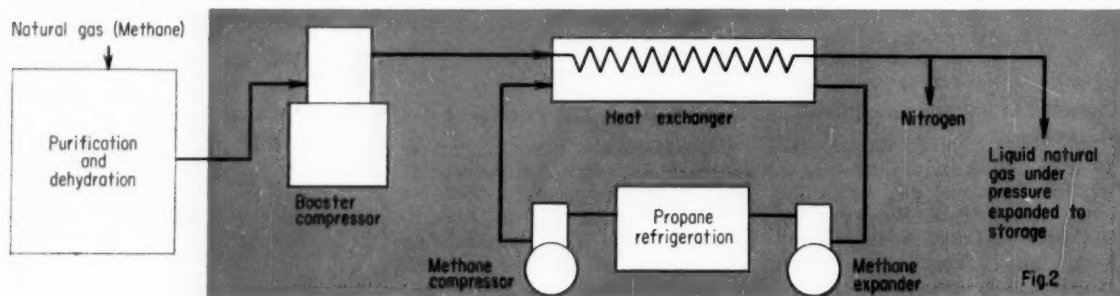 Natural gas (Methane)
Purification
and
dehydration
Booster
compressor
Heat exchanger
Nitrogen
Liquid natural
gas under
pressure
expanded to
storage
Propane
refrigeration
Methane
compressor
Methane
expander
Fig.2